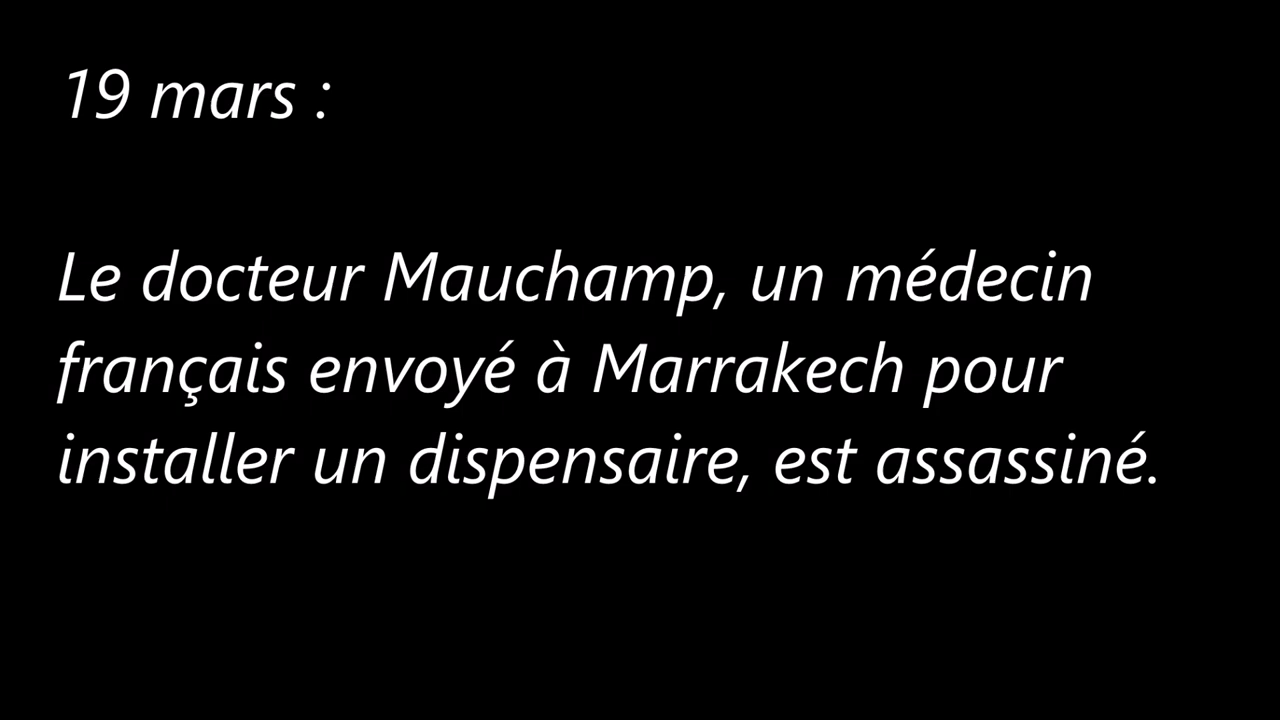 19 mars :
Le docteur Mauchamp, un médecin
français envoyé à Marrakech pour
installer un dispensaire, est assassiné.